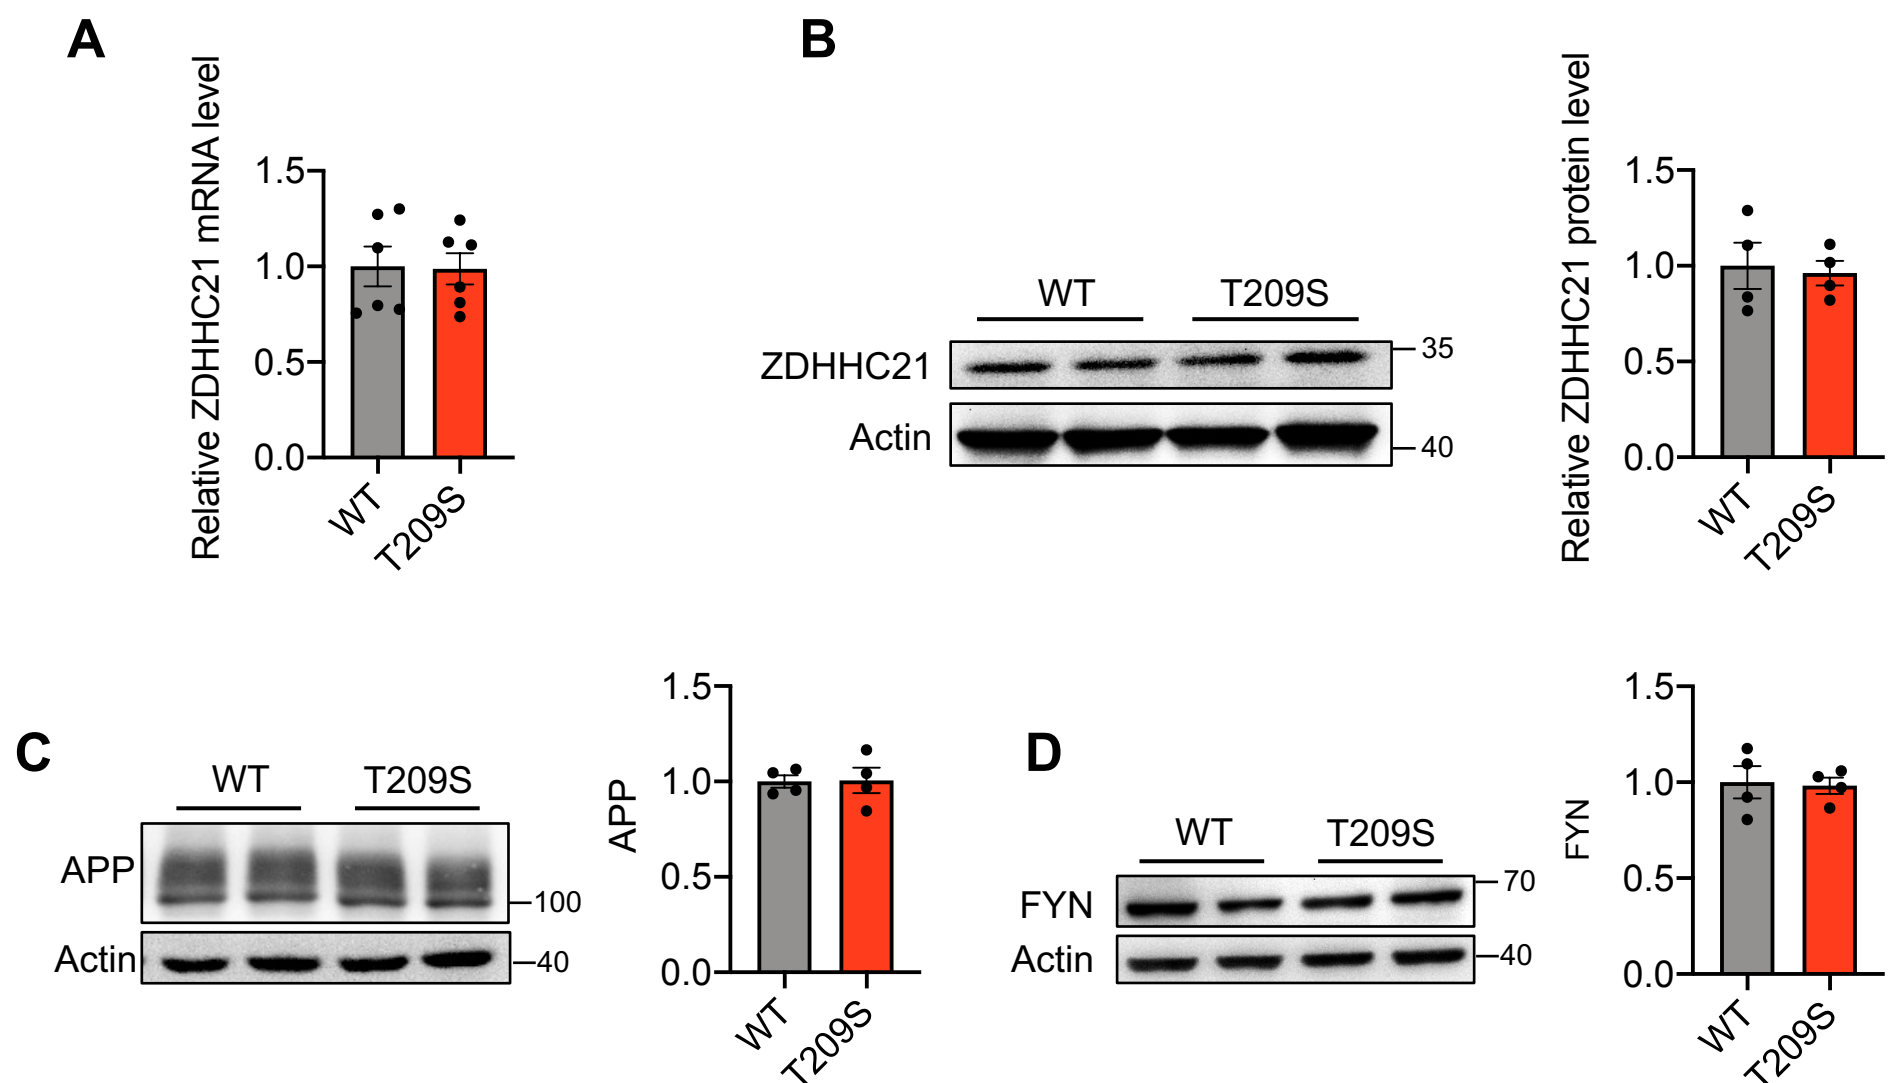 A
Relative ZDHHC21 mRNA level
1.5
1.0
0.5
0.0
WT
T209S
B
WT
T209S
ZDHHC21
35
Actin
40
Relative ZDHHC21 protein level
1.5
1.0
0.5
0.0
WT
T209S
C
WT
T209S
APP
100
Actin
40
APP
1.5
1.0
0.5
0.0
WT
T209S
D
WT
T209S
FYN
70
Actin
40
FYN
1.5
1.0
0.5
0.0
WT
T209S